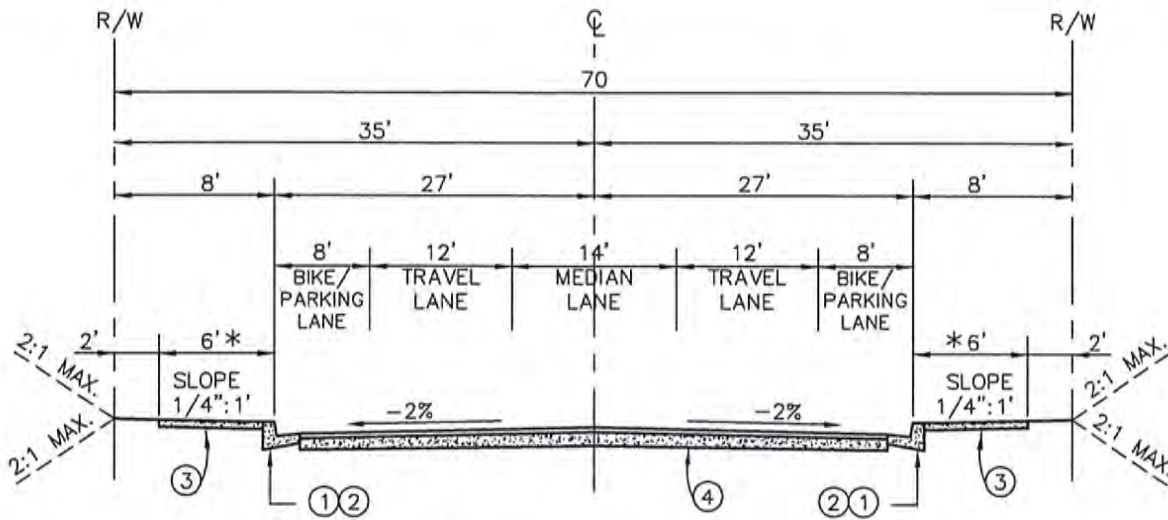 R/W ℄ R/W
70
35' 35'
8' 27' 27' 8'
8' 12' 14' 12' 8'
BIKE/ TRAVEL MEDIAN TRAVEL BIKE/
PARKING LANE LANE LANE PARKING
LANE LANE
2' 6'* *6' 2'
2:1 MAX. SLOPE SLOPE 2:1 MAX.
1/4":1' 1/4":1'
2:1 MAX. -2% -2% 2:1 MAX.
3 1 2 4 2 1 3